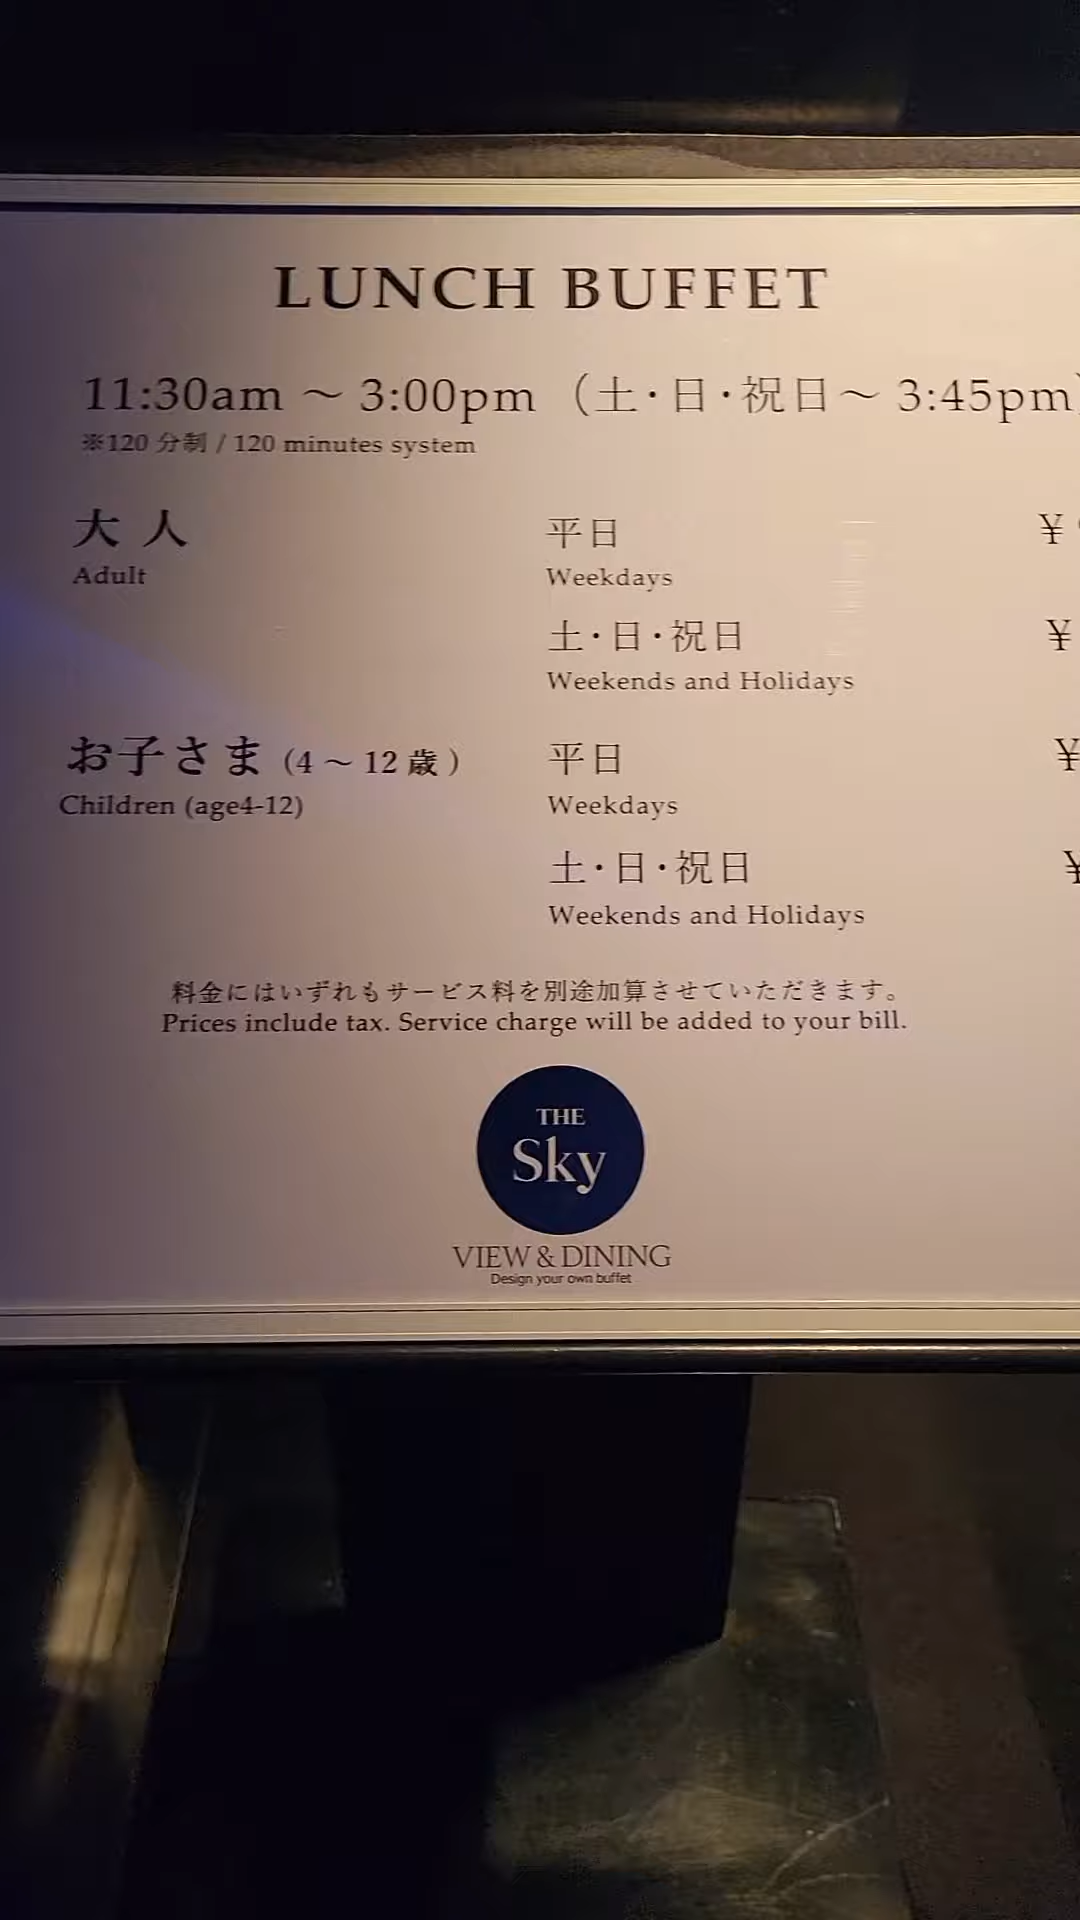 LUNCH BUFFET
11:30am ～ 3:00pm （土・日・祝日～ 3:45pm）
※120 分制 / 120 minutes system
大 人 平日 ¥
Adult Weekdays
土・日・祝日 ¥
Weekends and Holidays
お子さま (4 ～ 12 歳 ) 平日 ¥
Children (age4-12) Weekdays
土・日・祝日 ¥
Weekends and Holidays
料金にはいずれもサービス料を別途加算させていただきます。
Prices include tax. Service charge will be added to your bill.
THE
Sky
VIEW & DINING
Design your own buffet